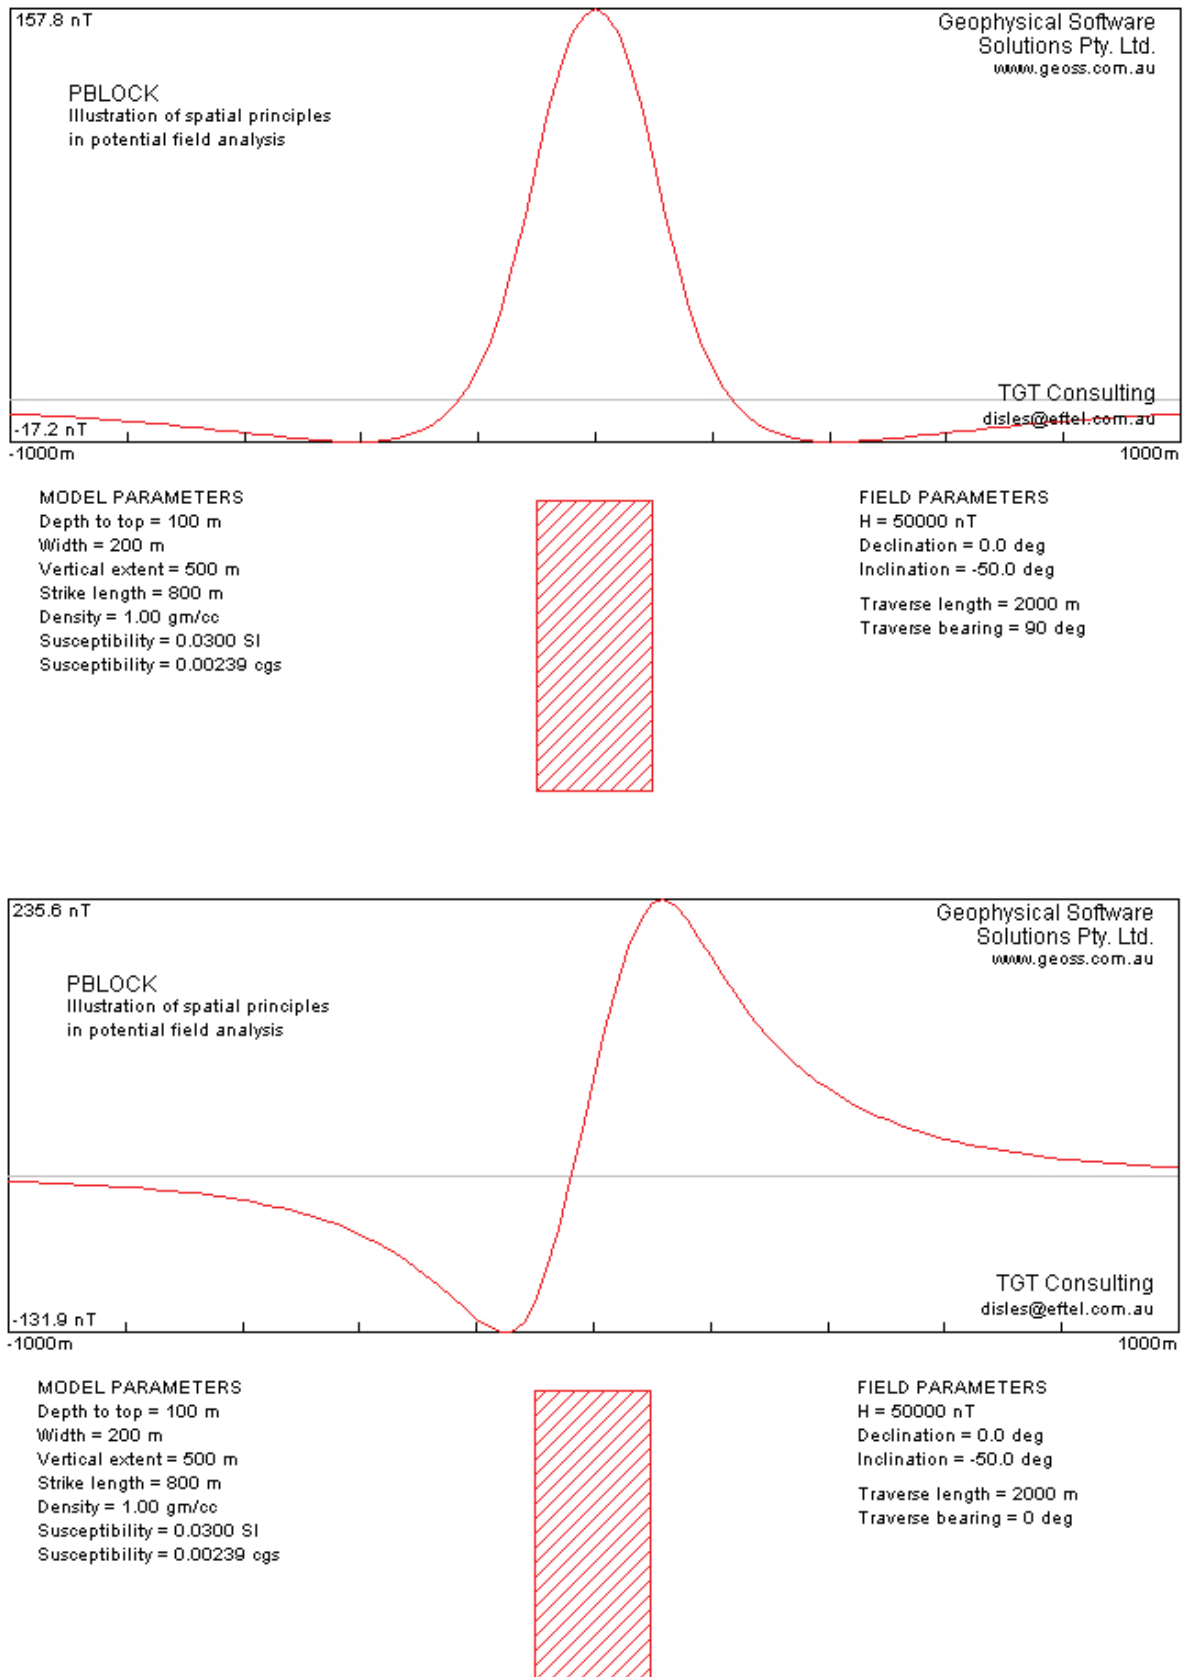 157.8 nT
Geophysical Software
Solutions Pty. Ltd.
www.geoss.com.au
PBLOCK
Illustration of spatial principles
in potential field analysis
TGT Consulting
disles@eftel.com.au
-17.2 nT
-1000m
1000m
MODEL PARAMETERS
Depth to top = 100 m
Width = 200 m
Vertical extent = 500 m
Strike length = 800 m
Density = 1.00 gm/cc
Susceptibility = 0.0300 SI
Susceptibility = 0.00239 cgs
FIELD PARAMETERS
H = 50000 nT
Declination = 0.0 deg
Inclination = -50.0 deg
Traverse length = 2000 m
Traverse bearing = 90 deg
235.6 nT
Geophysical Software
Solutions Pty. Ltd.
www.geoss.com.au
PBLOCK
Illustration of spatial principles
in potential field analysis
TGT Consulting
disles@eftel.com.au
-131.9 nT
-1000m
1000m
MODEL PARAMETERS
Depth to top = 100 m
Width = 200 m
Vertical extent = 500 m
Strike length = 800 m
Density = 1.00 gm/cc
Susceptibility = 0.0300 SI
Susceptibility = 0.00239 cgs
FIELD PARAMETERS
H = 50000 nT
Declination = 0.0 deg
Inclination = -50.0 deg
Traverse length = 2000 m
Traverse bearing = 0 deg